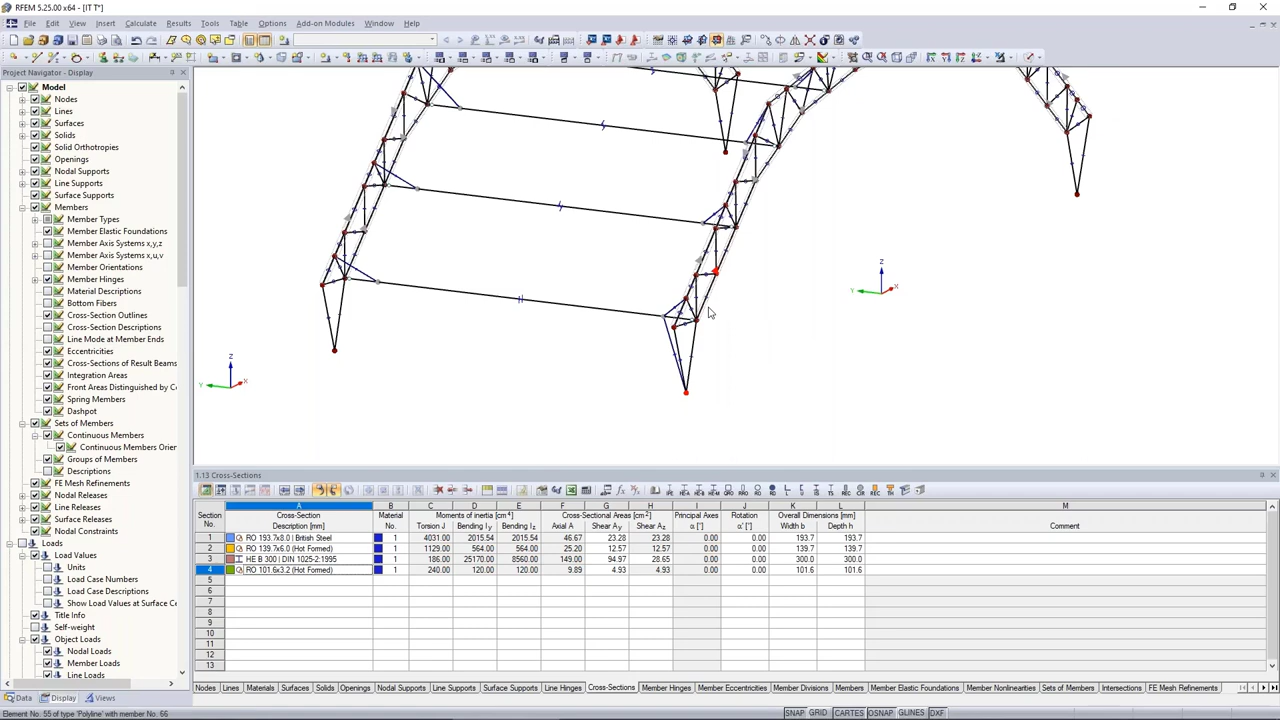 RFEM 5.25.00 x64 - [IT T*]
File Edit View Insert Calculate Results Tools Table Options Add-on Modules Window Help
Project Navigator - Display
Model
Nodes
Lines
Surfaces
Solids
Solid Orthotropies
Openings
Nodal Supports
Line Supports
Surface Supports
Members
Member Types
Member Elastic Foundations
Member Axis Systems x,y,z
Member Axis Systems x,u,v
Member Orientations
Member Hinges
Material Descriptions
Bottom Fibers
Cross-Section Outlines
Cross-Section Descriptions
Line Mode at Member Ends
Eccentricities
Cross-Sections of Result Beams
Integration Areas
Front Areas Distinguished by Co
Spring Members
Dashpot
Sets of Members
Continuous Members
Continuous Members Orien
Groups of Members
Descriptions
FE Mesh Refinements
Nodal Releases
Line Releases
Surface Releases
Nodal Constraints
Loads
Load Values
Units
Load Case Numbers
Load Case Descriptions
Show Load Values at Surface Ce
Title Info
Self-weight
Object Loads
Nodal Loads
Member Loads
Line Loads
Data Display Views
Z
Y X
Z
Y X
1.13 Cross-Sections
A B C D E F G H I J K L M
Section Cross-Section Material Moments of inertia [cm⁴] Cross-Sectional Areas [cm²] Principal Axes Rotation Overall Dimensions [mm]
No. Description [mm] No. Torsion J Bending Iy Bending Iz Axial A Shear Ay Shear Az α [°] α' [°] Width b Depth h Comment
1 RO 193.7x8.0 | British Steel 1 4031.00 2015.54 2015.54 46.67 23.28 23.28 0.00 0.00 193.7 193.7
2 RO 139.7x6.0 (Hot Formed) 1 1129.00 564.00 564.00 25.20 12.57 12.57 0.00 0.00 139.7 139.7
3 HE B 300 | DIN 1025-2:1995 1 186.00 25170.00 8560.00 149.00 94.97 28.65 0.00 0.00 300.0 300.0
4 RO 101.6x3.2 (Hot Formed) 1 240.00 120.00 120.00 9.89 4.93 4.93 0.00 0.00 101.6 101.6
5
6
7
8
9
10
11
12
13
Nodes Lines Materials Surfaces Solids Openings Nodal Supports Line Supports Surface Supports Line Hinges Cross-Sections Member Hinges Member Eccentricities Member Divisions Members Member Elastic Foundations Member Nonlinearities Sets of Members Intersections FE Mesh Refinements
Element No. 55 of type 'Polyline' with member No. 66
SNAP GRID CARTES OSNAP GLINES DXF